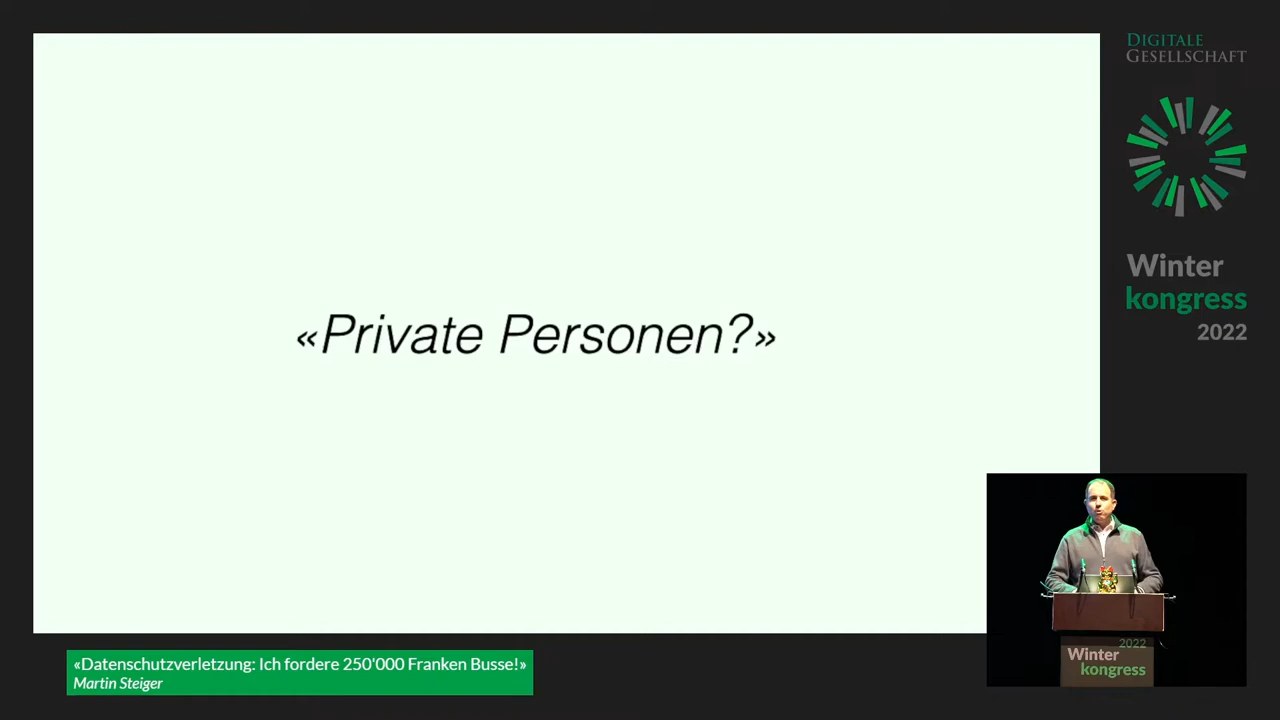 «Private Personen?»
DIGITALE
GESELLSCHAFT
Winter
kongress
2022
2022
Winter
kongress
«Datenschutzverletzung: Ich fordere 250'000 Franken Busse!»
Martin Steiger